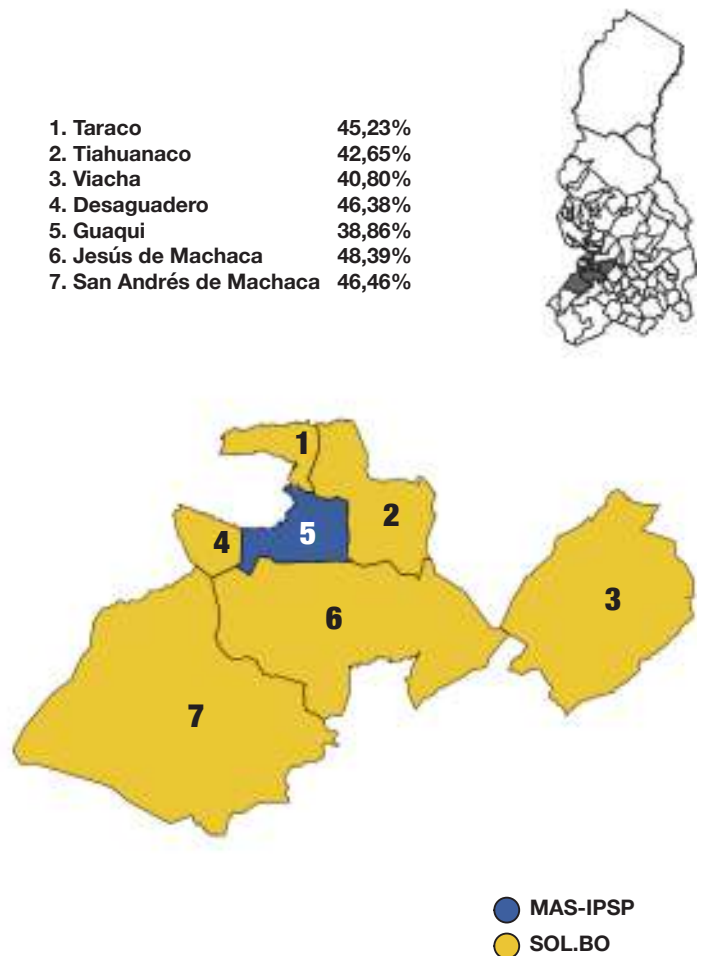 1. Taraco 45,23%
2. Tiahuanaco 42,65%
3. Viacha 40,80%
4. Desaguadero 46,38%
5. Guaqui 38,86%
6. Jesús de Machaca 48,39%
7. San Andrés de Machaca 46,46%
1
2
5
4
3
6
7
MAS-IPSP
SOL.BO